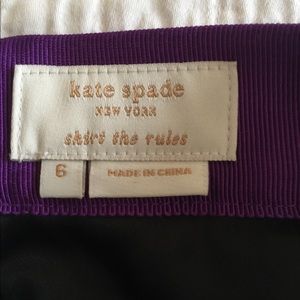 kate spade
NEW YORK
skirt the rules
6
MADE IN CHINA